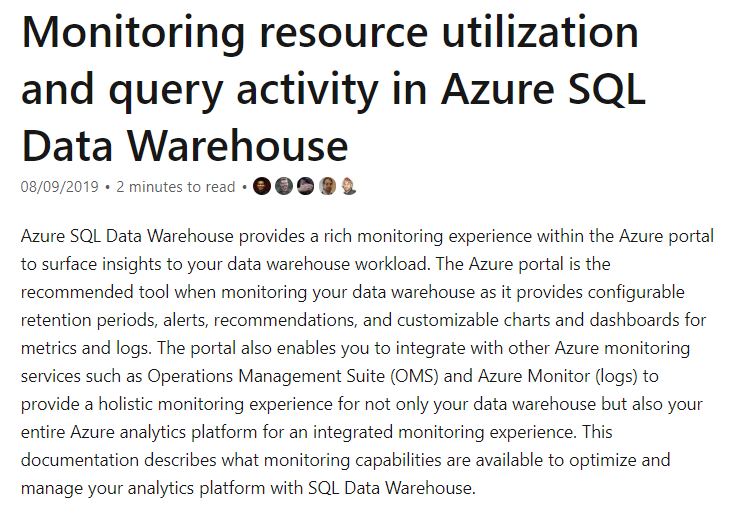 Monitoring resource utilization
and query activity in Azure SQL
Data Warehouse
08/09/2019 • 2 minutes to read •
Azure SQL Data Warehouse provides a rich monitoring experience within the Azure portal
to surface insights to your data warehouse workload. The Azure portal is the
recommended tool when monitoring your data warehouse as it provides configurable
retention periods, alerts, recommendations, and customizable charts and dashboards for
metrics and logs. The portal also enables you to integrate with other Azure monitoring
services such as Operations Management Suite (OMS) and Azure Monitor (logs) to
provide a holistic monitoring experience for not only your data warehouse but also your
entire Azure analytics platform for an integrated monitoring experience. This
documentation describes what monitoring capabilities are available to optimize and
manage your analytics platform with SQL Data Warehouse.